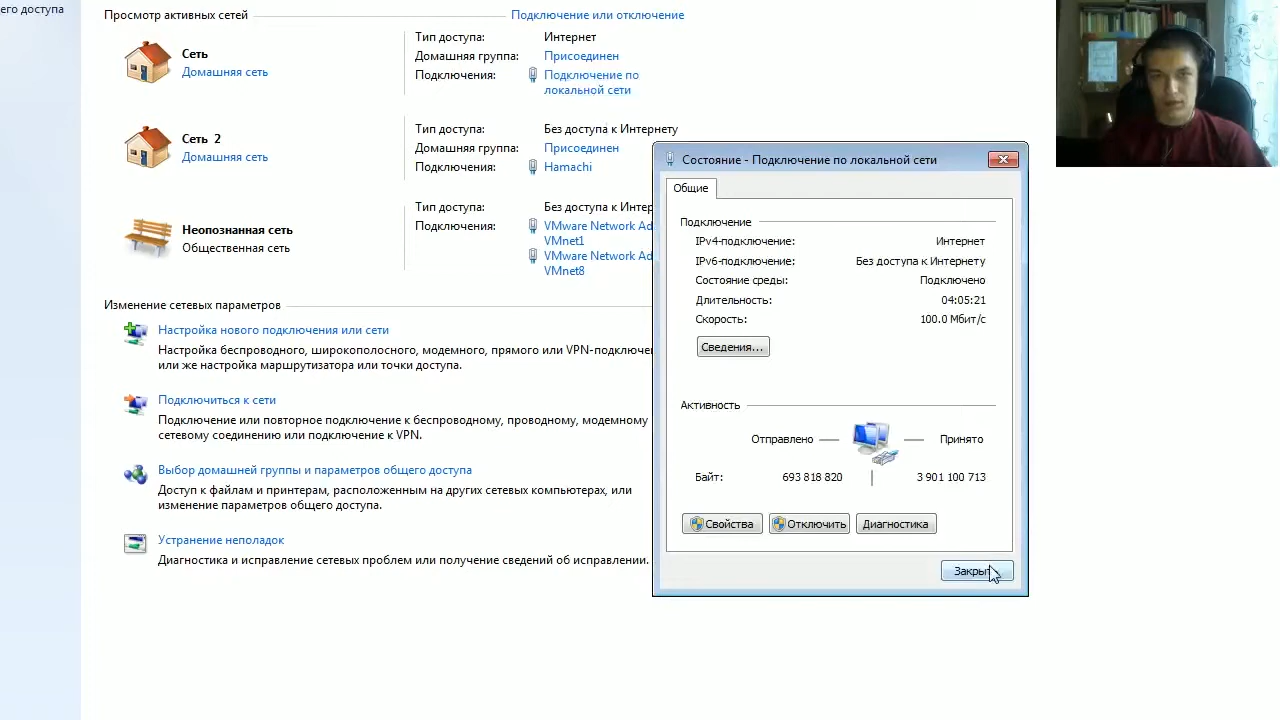 его доступа
Просмотр активных сетей
Подключение или отключение
Сеть
Домашняя сеть
Тип доступа: Интернет
Домашняя группа: Присоединен
Подключения: Подключение по
локальной сети
Сеть 2
Домашняя сеть
Тип доступа: Без доступа к Интернету
Домашняя группа: Присоединен
Подключения: Hamachi
Неопознанная сеть
Общественная сеть
Тип доступа: Без доступа к Интер
Подключения: VMware Network Ad
VMnet1
VMware Network Ad
VMnet8
Изменение сетевых параметров
Настройка нового подключения или сети
Настройка беспроводного, широкополосного, модемного, прямого или VPN-подключен
или же настройка маршрутизатора или точки доступа.
Подключиться к сети
Подключение или повторное подключение к беспроводному, проводному, модемному
сетевому соединению или подключение к VPN.
Выбор домашней группы и параметров общего доступа
Доступ к файлам и принтерам, расположенным на других сетевых компьютерах, или
изменение параметров общего доступа.
Устранение неполадок
Диагностика и исправление сетевых проблем или получение сведений об исправлении.
Состояние - Подключение по локальной сети
Общие
Подключение
IPv4-подключение: Интернет
IPv6-подключение: Без доступа к Интернету
Состояние среды: Подключено
Длительность: 04:05:21
Скорость: 100.0 Мбит/с
Сведения...
Активность
Отправлено — Принято
Байт: 693 818 820 | 3 901 100 713
Свойства Отключить Диагностика
Закрыть